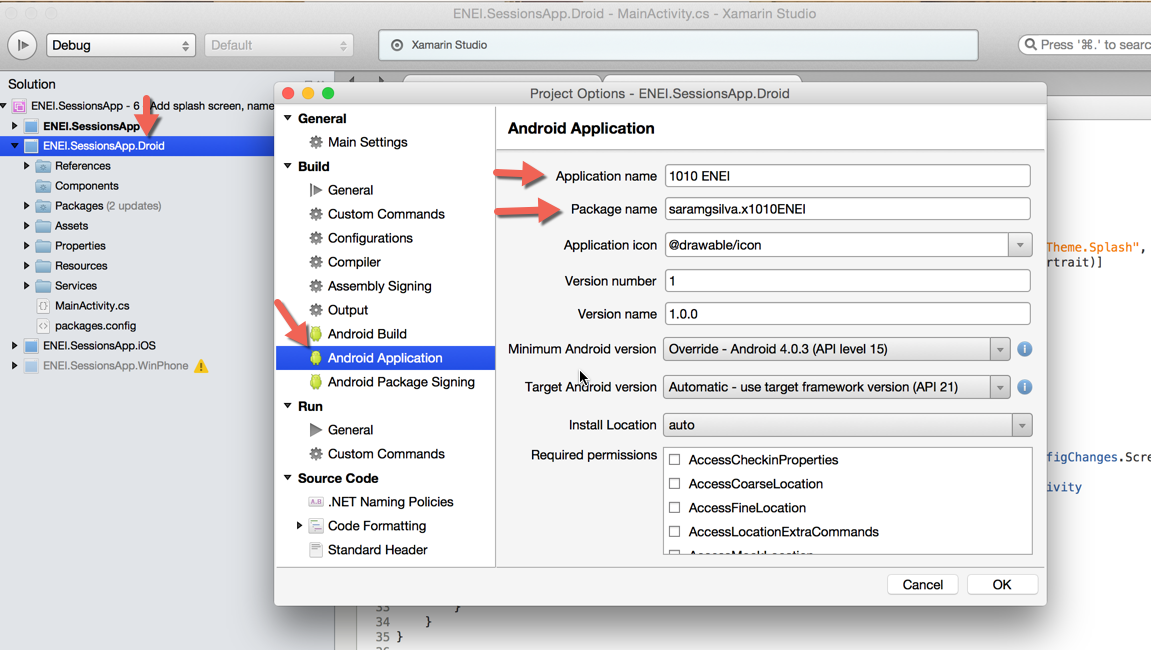 ENEI.SessionsApp.Droid - MainActivity.cs - Xamarin Studio
Debug
Default
Xamarin Studio
Press '⌘.' to searc
Solution
ENEI.SessionsApp - 6 Add splash screen, name
ENEI.SessionsApp
ENEI.SessionsApp.Droid
References
Components
Packages (2 updates)
Assets
Properties
Resources
Services
MainActivity.cs
packages.config
ENEI.SessionsApp.iOS
ENEI.SessionsApp.WinPhone
Project Options - ENEI.SessionsApp.Droid
General
Main Settings
Build
General
Custom Commands
Configurations
Compiler
Assembly Signing
Output
Android Build
Android Application
Android Package Signing
Run
General
Custom Commands
Source Code
.NET Naming Policies
Code Formatting
Standard Header
Android Application
Application name 1010 ENEI
Package name saramgsilva.x1010ENEI
Application icon @drawable/icon
Version number 1
Version name 1.0.0
Minimum Android version Override - Android 4.0.3 (API level 15)
Target Android version Automatic - use target framework version (API 21)
Install Location auto
Required permissions
AccessCheckinProperties
AccessCoarseLocation
AccessFineLocation
AccessLocationExtraCommands
Cancel OK
Theme.Splash",
rtrait)]
figChanges.Scre
ivity
33 }
34 }
35 }